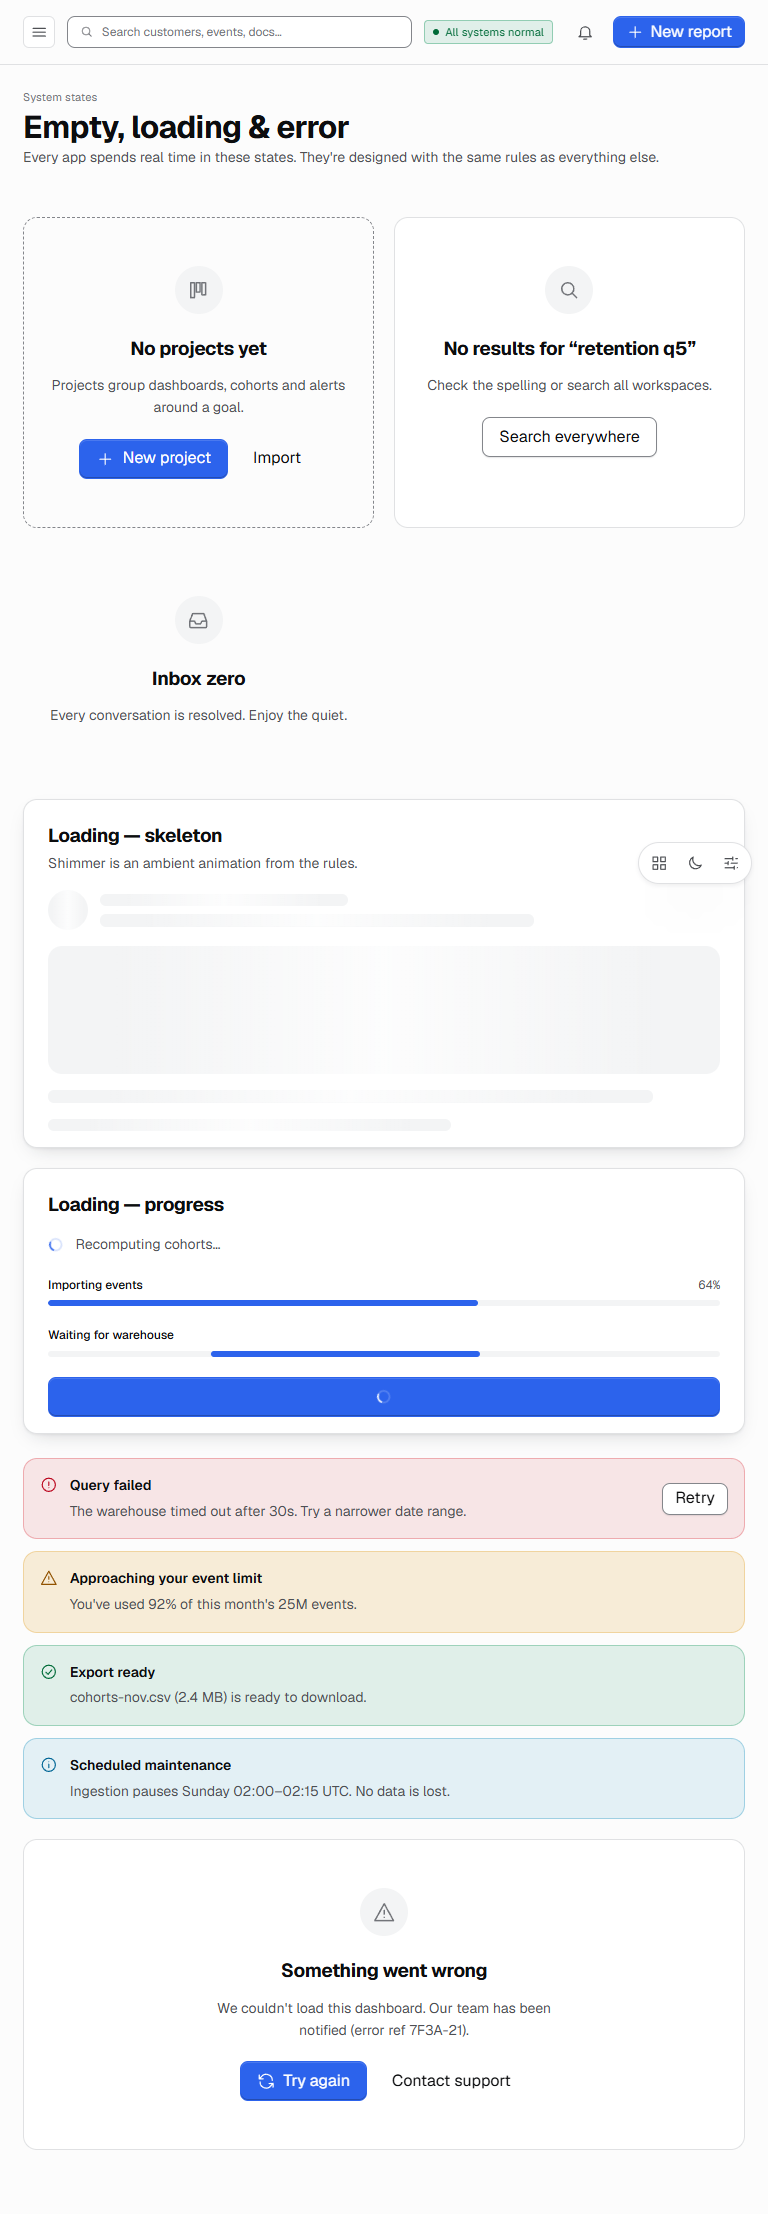 Search customers, events, docs...
All systems normal
New report
System states
Empty, loading & error
Every app spends real time in these states. They're designed with the same rules as everything else.
No projects yet
Projects group dashboards, cohorts and alerts
around a goal.
New project
Import
No results for “retention q5”
Check the spelling or search all workspaces.
Search everywhere
Inbox zero
Every conversation is resolved. Enjoy the quiet.
Loading — skeleton
Shimmer is an ambient animation from the rules.
Loading — progress
Recomputing cohorts...
Importing events 64%
Waiting for warehouse
Query failed
The warehouse timed out after 30s. Try a narrower date range.
Retry
Approaching your event limit
You've used 92% of this month's 25M events.
Export ready
cohorts-nov.csv (2.4 MB) is ready to download.
Scheduled maintenance
Ingestion pauses Sunday 02:00–02:15 UTC. No data is lost.
Something went wrong
We couldn't load this dashboard. Our team has been
notified (error ref 7F3A-21).
Try again
Contact support